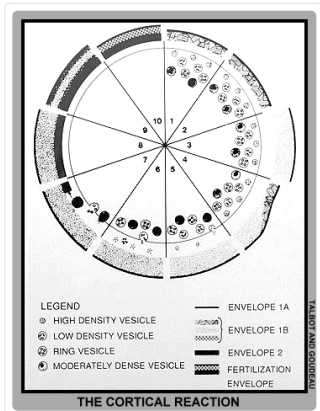 10 1
9 2
8 3
7 4
6 5
LEGEND
HIGH DENSITY VESICLE
LOW DENSITY VESICLE
RING VESICLE
MODERATELY DENSE VESICLE
ENVELOPE 1A
ENVELOPE 1B
ENVELOPE 2
FERTILIZATION
ENVELOPE
TALBOT AND GOUDEAU
THE CORTICAL REACTION